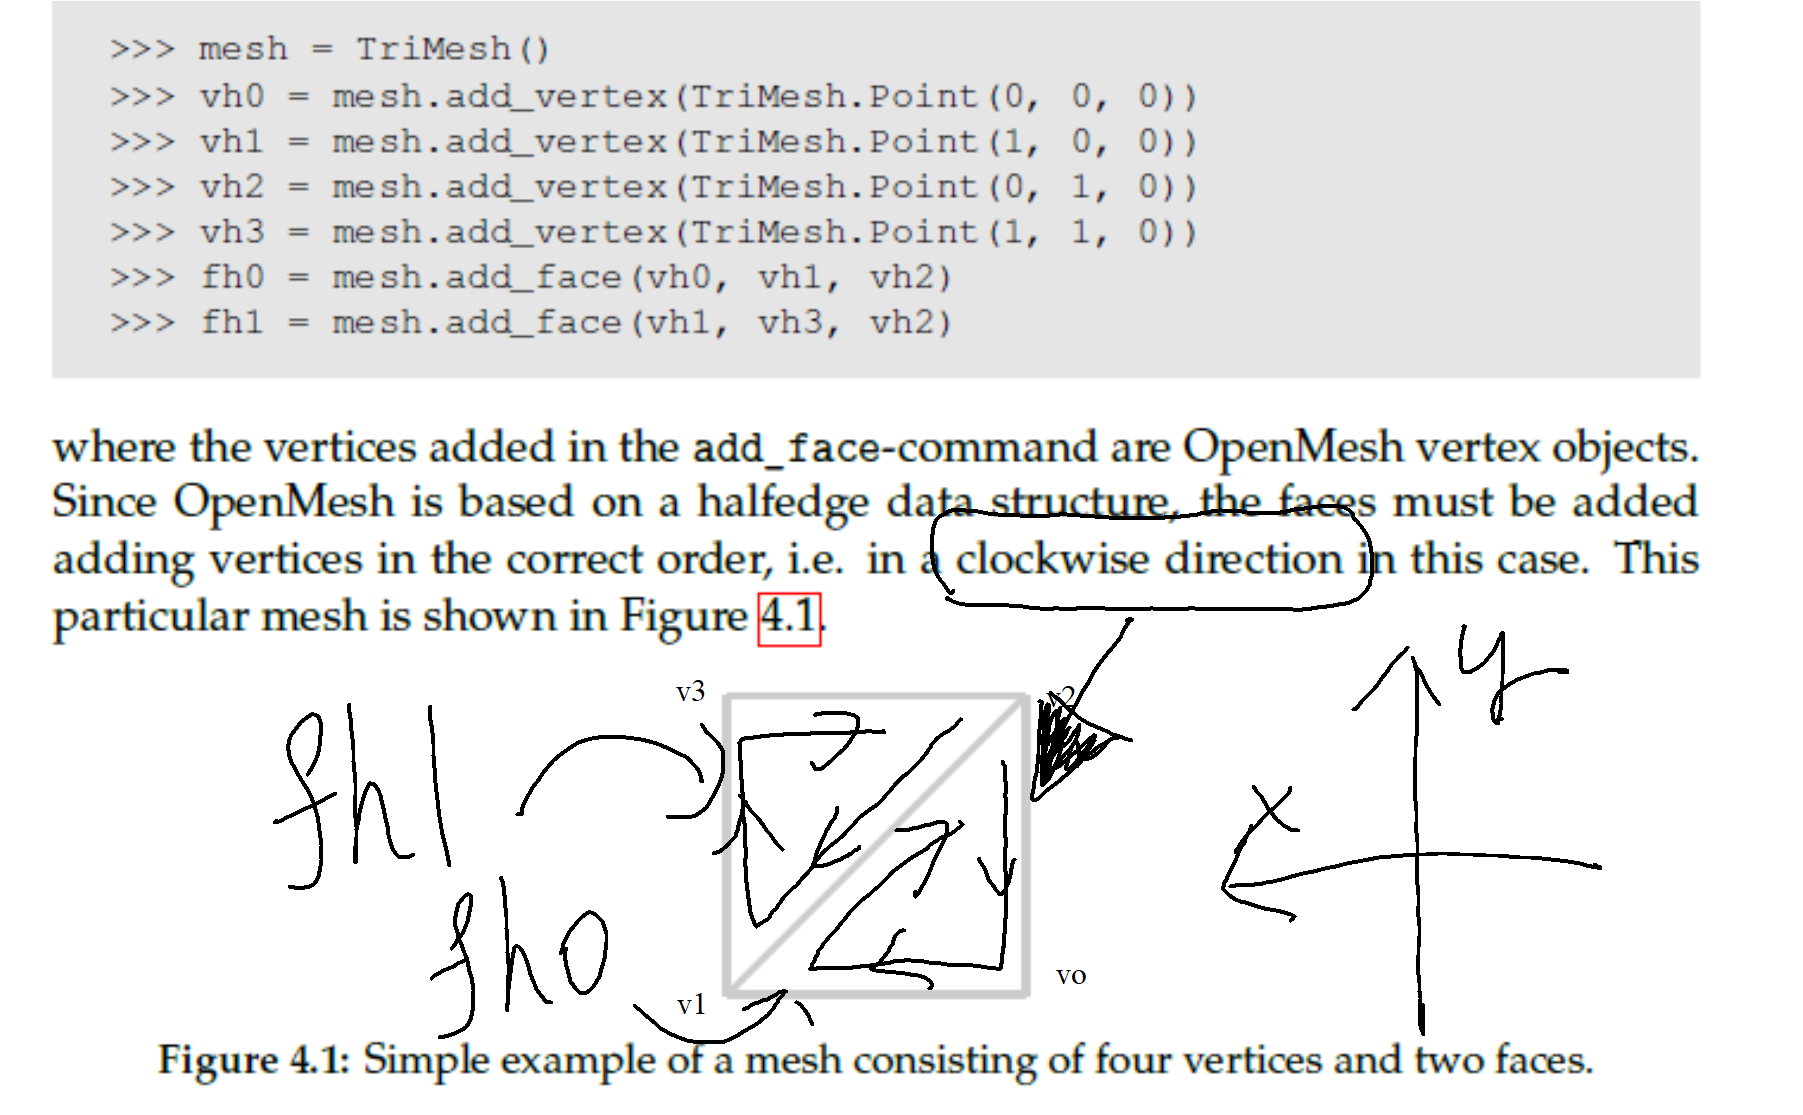 >>> mesh = TriMesh()
>>> vh0 = mesh.add_vertex(TriMesh.Point(0, 0, 0))
>>> vh1 = mesh.add_vertex(TriMesh.Point(1, 0, 0))
>>> vh2 = mesh.add_vertex(TriMesh.Point(0, 1, 0))
>>> vh3 = mesh.add_vertex(TriMesh.Point(1, 1, 0))
>>> fh0 = mesh.add_face(vh0, vh1, vh2)
>>> fh1 = mesh.add_face(vh1, vh3, vh2)
where the vertices added in the add_face-command are OpenMesh vertex objects.
Since OpenMesh is based on a halfedge data structure, the faces must be added
adding vertices in the correct order, i.e. in a clockwise direction in this case. This
particular mesh is shown in Figure 4.1.
v3
v2
y
fh1
x
fh0
v1
vo
Figure 4.1: Simple example of a mesh consisting of four vertices and two faces.